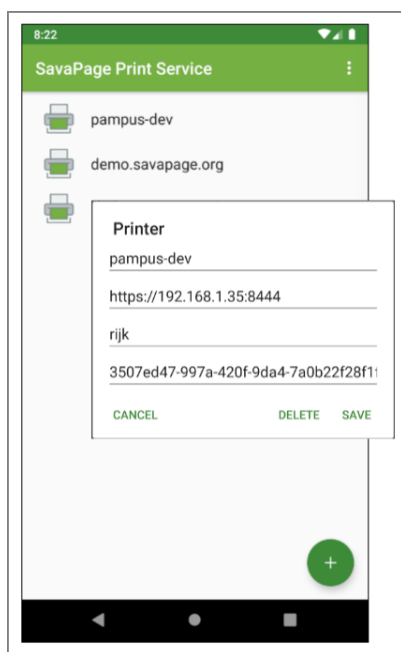 8:22
SavaPage Print Service
pampus-dev
demo.savapage.org
Printer
pampus-dev
https://192.168.1.35:8444
rijk
3507ed47-997a-420f-9da4-7a0b22f28f1f
CANCEL DELETE SAVE
+